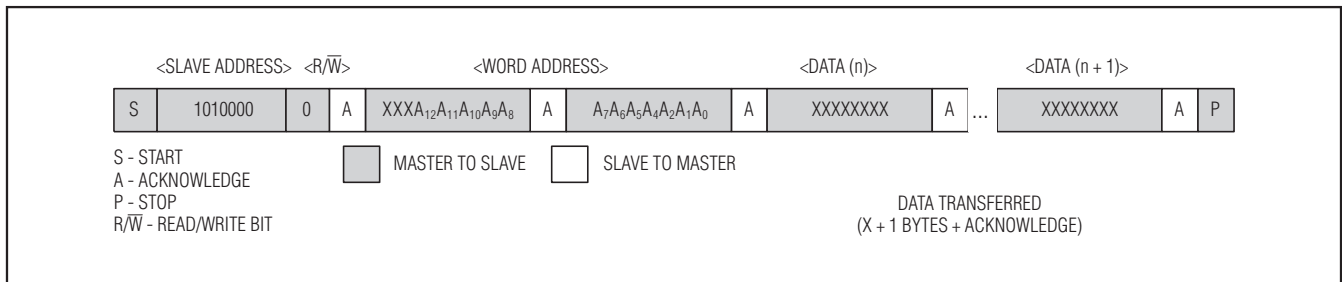 <SLAVE ADDRESS> <R/W̅> <WORD ADDRESS> <DATA (n)> <DATA (n + 1)>
S 1010000 0 A XXXA₁₂A₁₁A₁₀A₉A₈ A A₇A₆A₅A₄A₂A₁A₀ A XXXXXXXX A ... XXXXXXXX A P
S - START
A - ACKNOWLEDGE
P - STOP
R/W̅ - READ/WRITE BIT
MASTER TO SLAVE
SLAVE TO MASTER
DATA TRANSFERRED
(X + 1 BYTES + ACKNOWLEDGE)